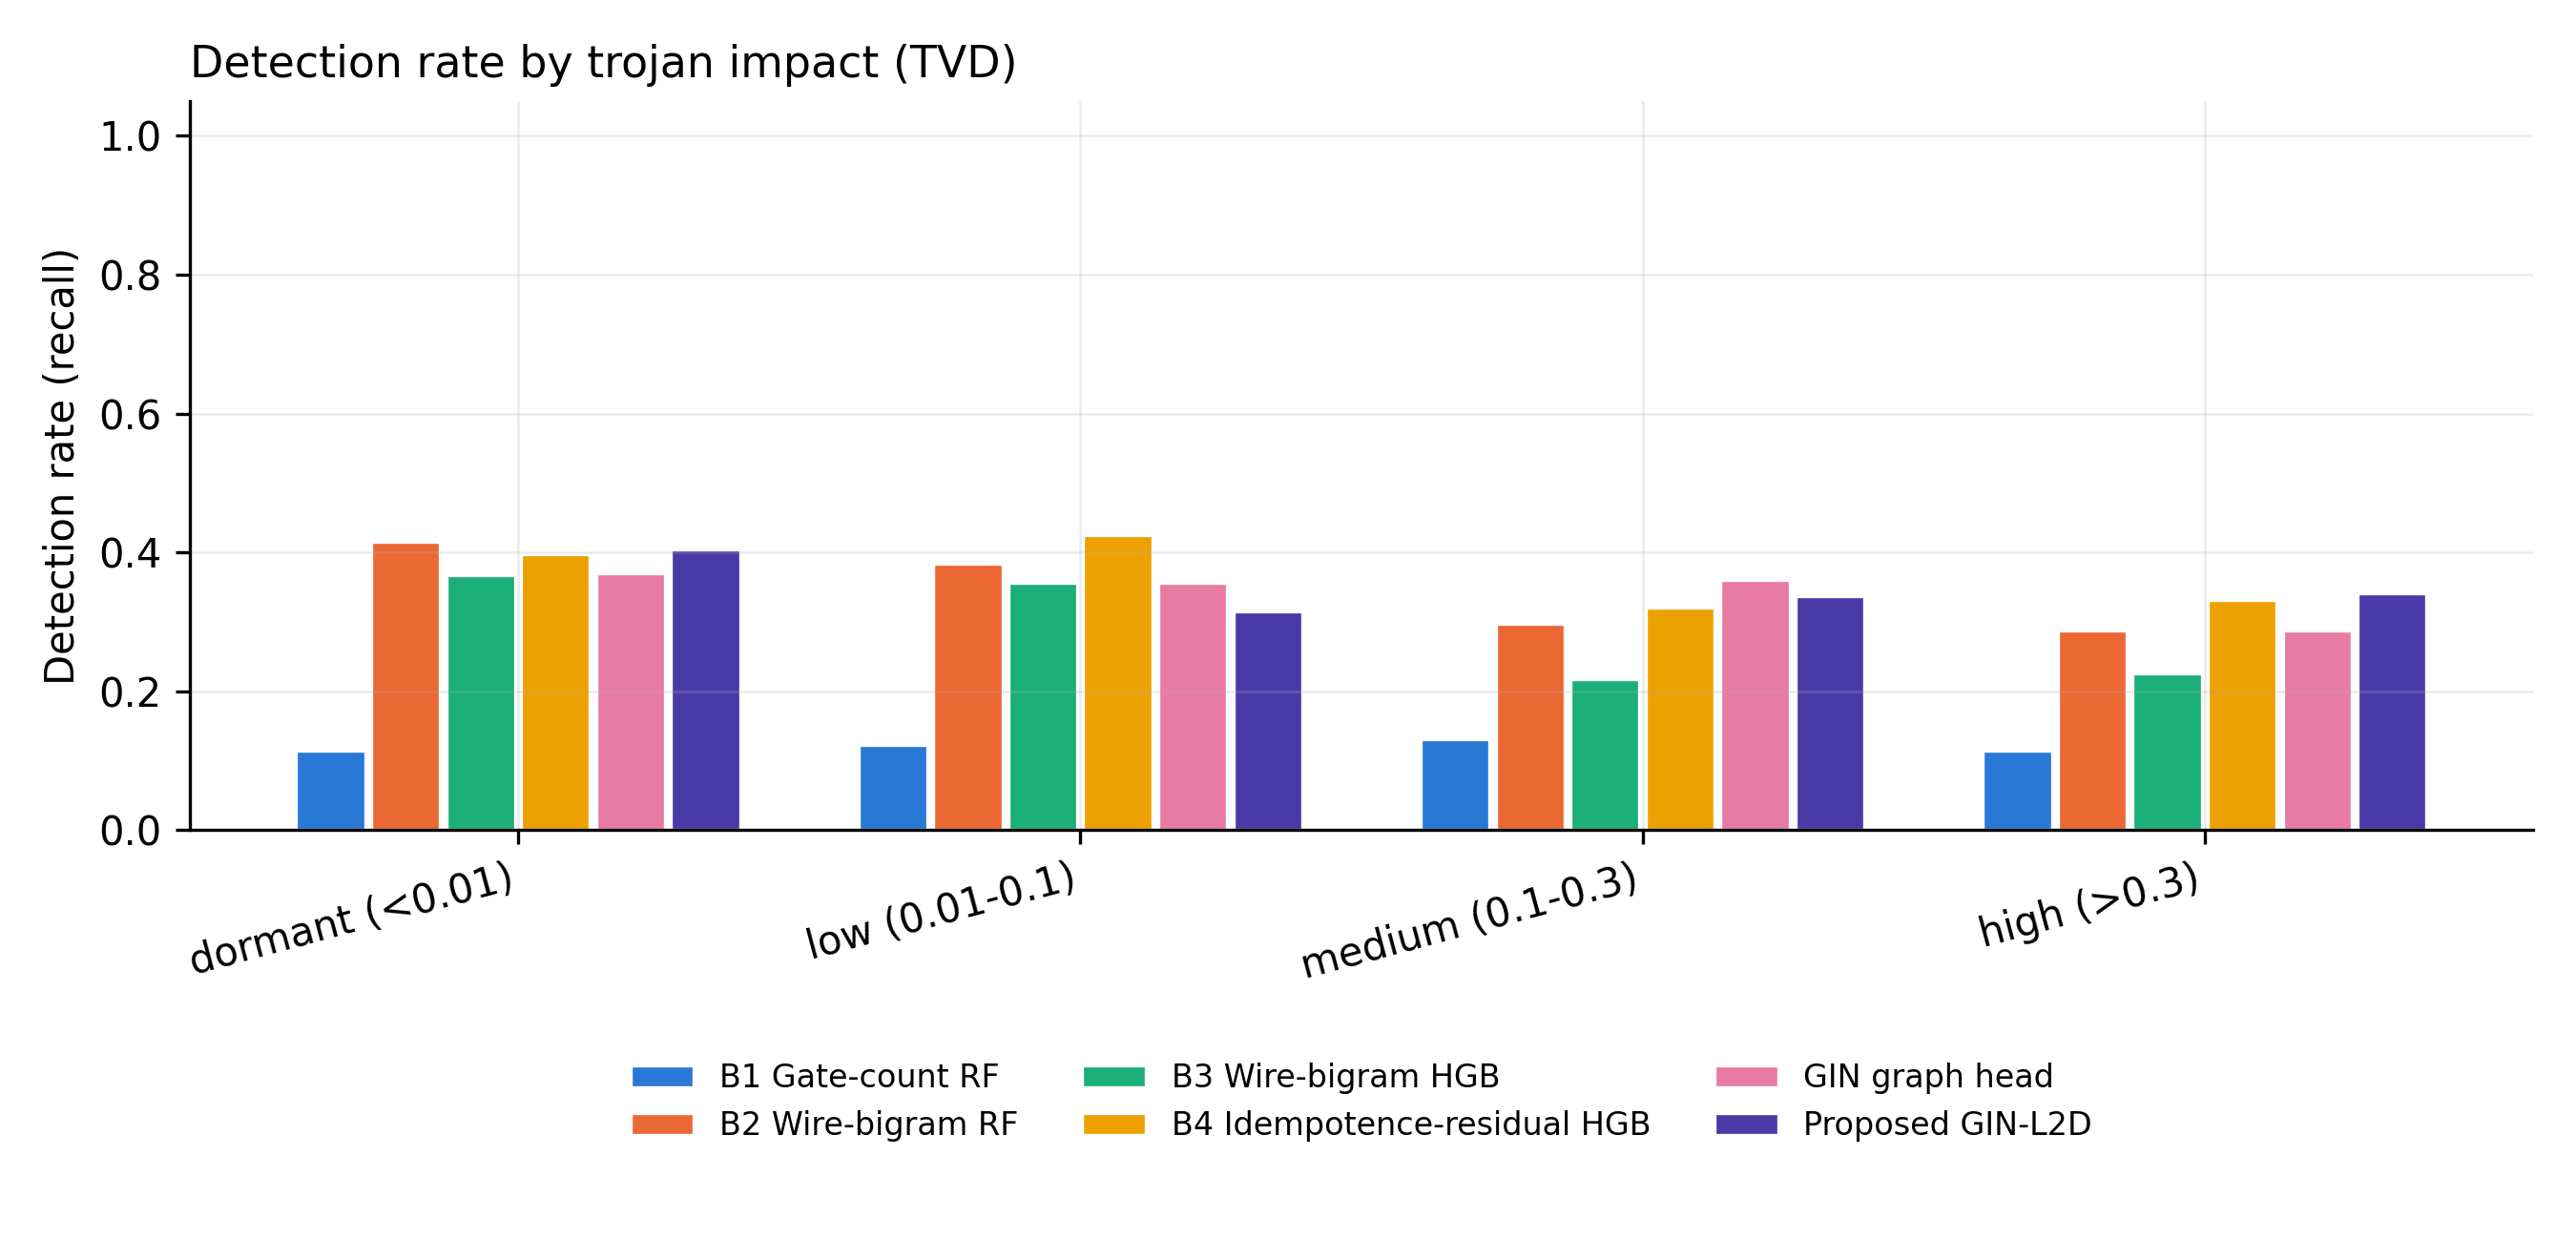 Detection rate by trojan impact (TVD)
Detection rate (recall)
1.0
0.8
0.6
0.4
0.2
0.0
dormant (<0.01)
low (0.01-0.1)
medium (0.1-0.3)
high (>0.3)
B1 Gate-count RF
B2 Wire-bigram RF
B3 Wire-bigram HGB
B4 Idempotence-residual HGB
GIN graph head
Proposed GIN-L2D